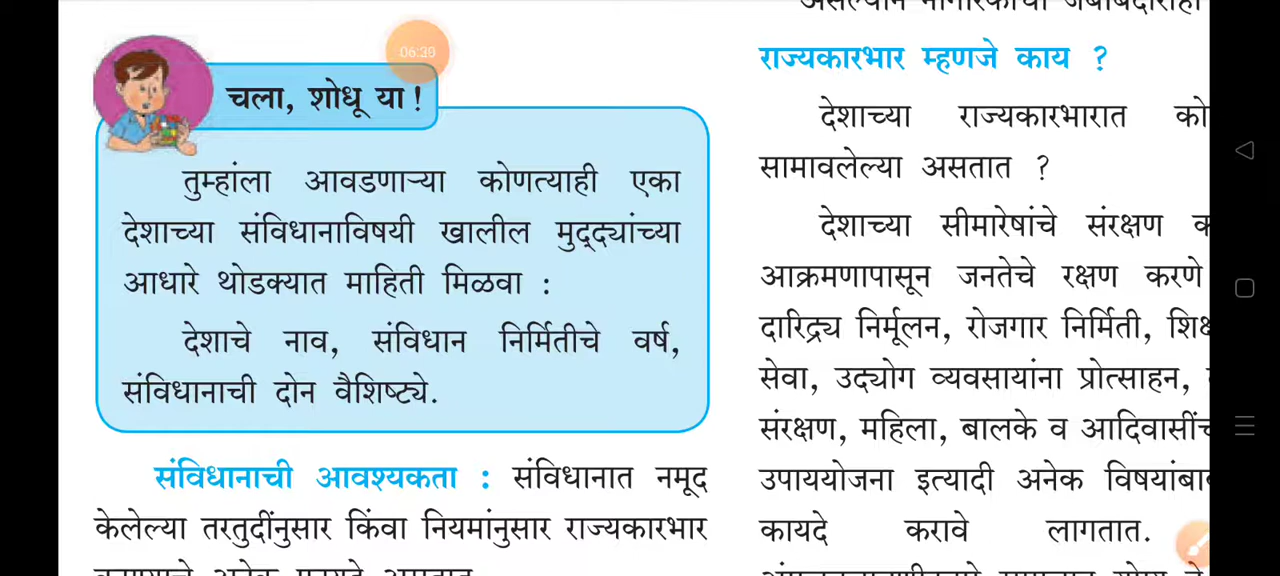 06:39
चला, शोधू या !
तुम्हांला आवडणाऱ्या कोणत्याही एका
देशाच्या संविधानाविषयी खालील मुद्द्यांच्या
आधारे थोडक्यात माहिती मिळवा :
देशाचे नाव, संविधान निर्मितीचे वर्ष,
संविधानाची दोन वैशिष्ट्ये.
संविधानाची आवश्यकता : संविधानात नमूद
केलेल्या तरतुदींनुसार किंवा नियमांनुसार राज्यकारभार
राज्यकारभार म्हणजे काय ?
देशाच्या राज्यकारभारात को
सामावलेल्या असतात ?
देशाच्या सीमारेषांचे संरक्षण क
आक्रमणापासून जनतेचे रक्षण करणे
दारिद्र्य निर्मूलन, रोजगार निर्मिती, शिक्ष
सेवा, उद्योग व्यवसायांना प्रोत्साहन,
संरक्षण, महिला, बालके व आदिवासींच
उपाययोजना इत्यादी अनेक विषयांबा
कायदे करावे लागतात.